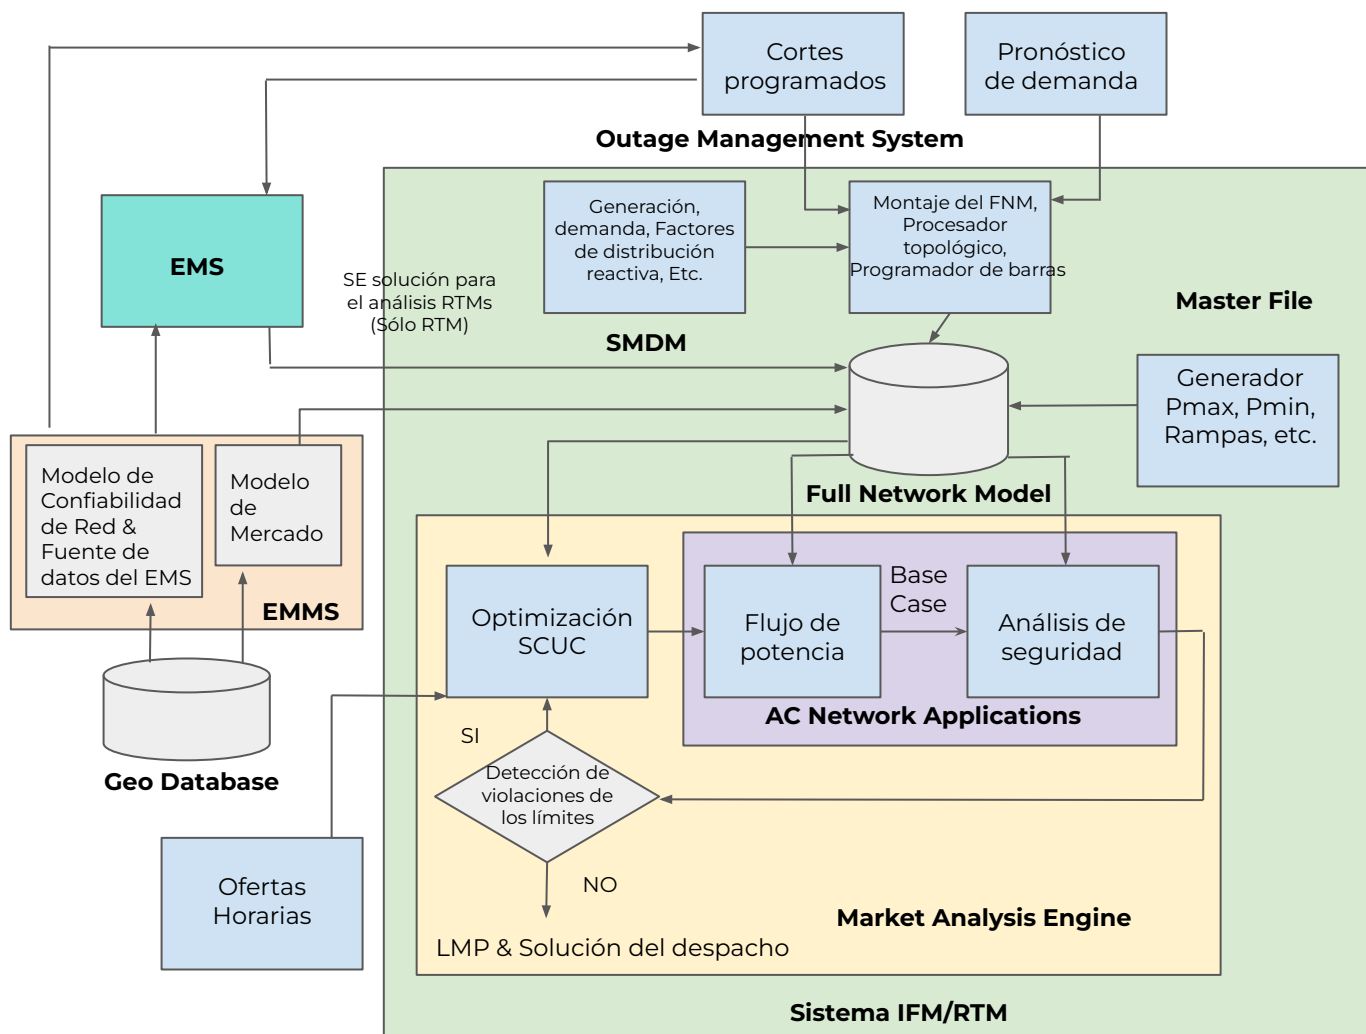 Cortes
programados
Pronóstico
de demanda
Outage Management System
EMS
Generación,
demanda, Factores
de distribución
reactiva, Etc.
Montaje del FNM,
Procesador
topológico,
Programador de barras
SE solución para
el análisis RTMs
(Sólo RTM)
Master File
SMDM
Generador
Pmax, Pmin,
Rampas, etc.
Modelo de
Confiabilidad
de Red &
Fuente de
datos del EMS
Modelo
de
Mercado
EMMS
Full Network Model
Optimización
SCUC
Flujo de
potencia
Base
Case
Análisis de
seguridad
AC Network Applications
Geo Database
SI
Detección de
violaciones de
los límites
NO
Ofertas
Horarias
Market Analysis Engine
LMP & Solución del despacho
Sistema IFM/RTM